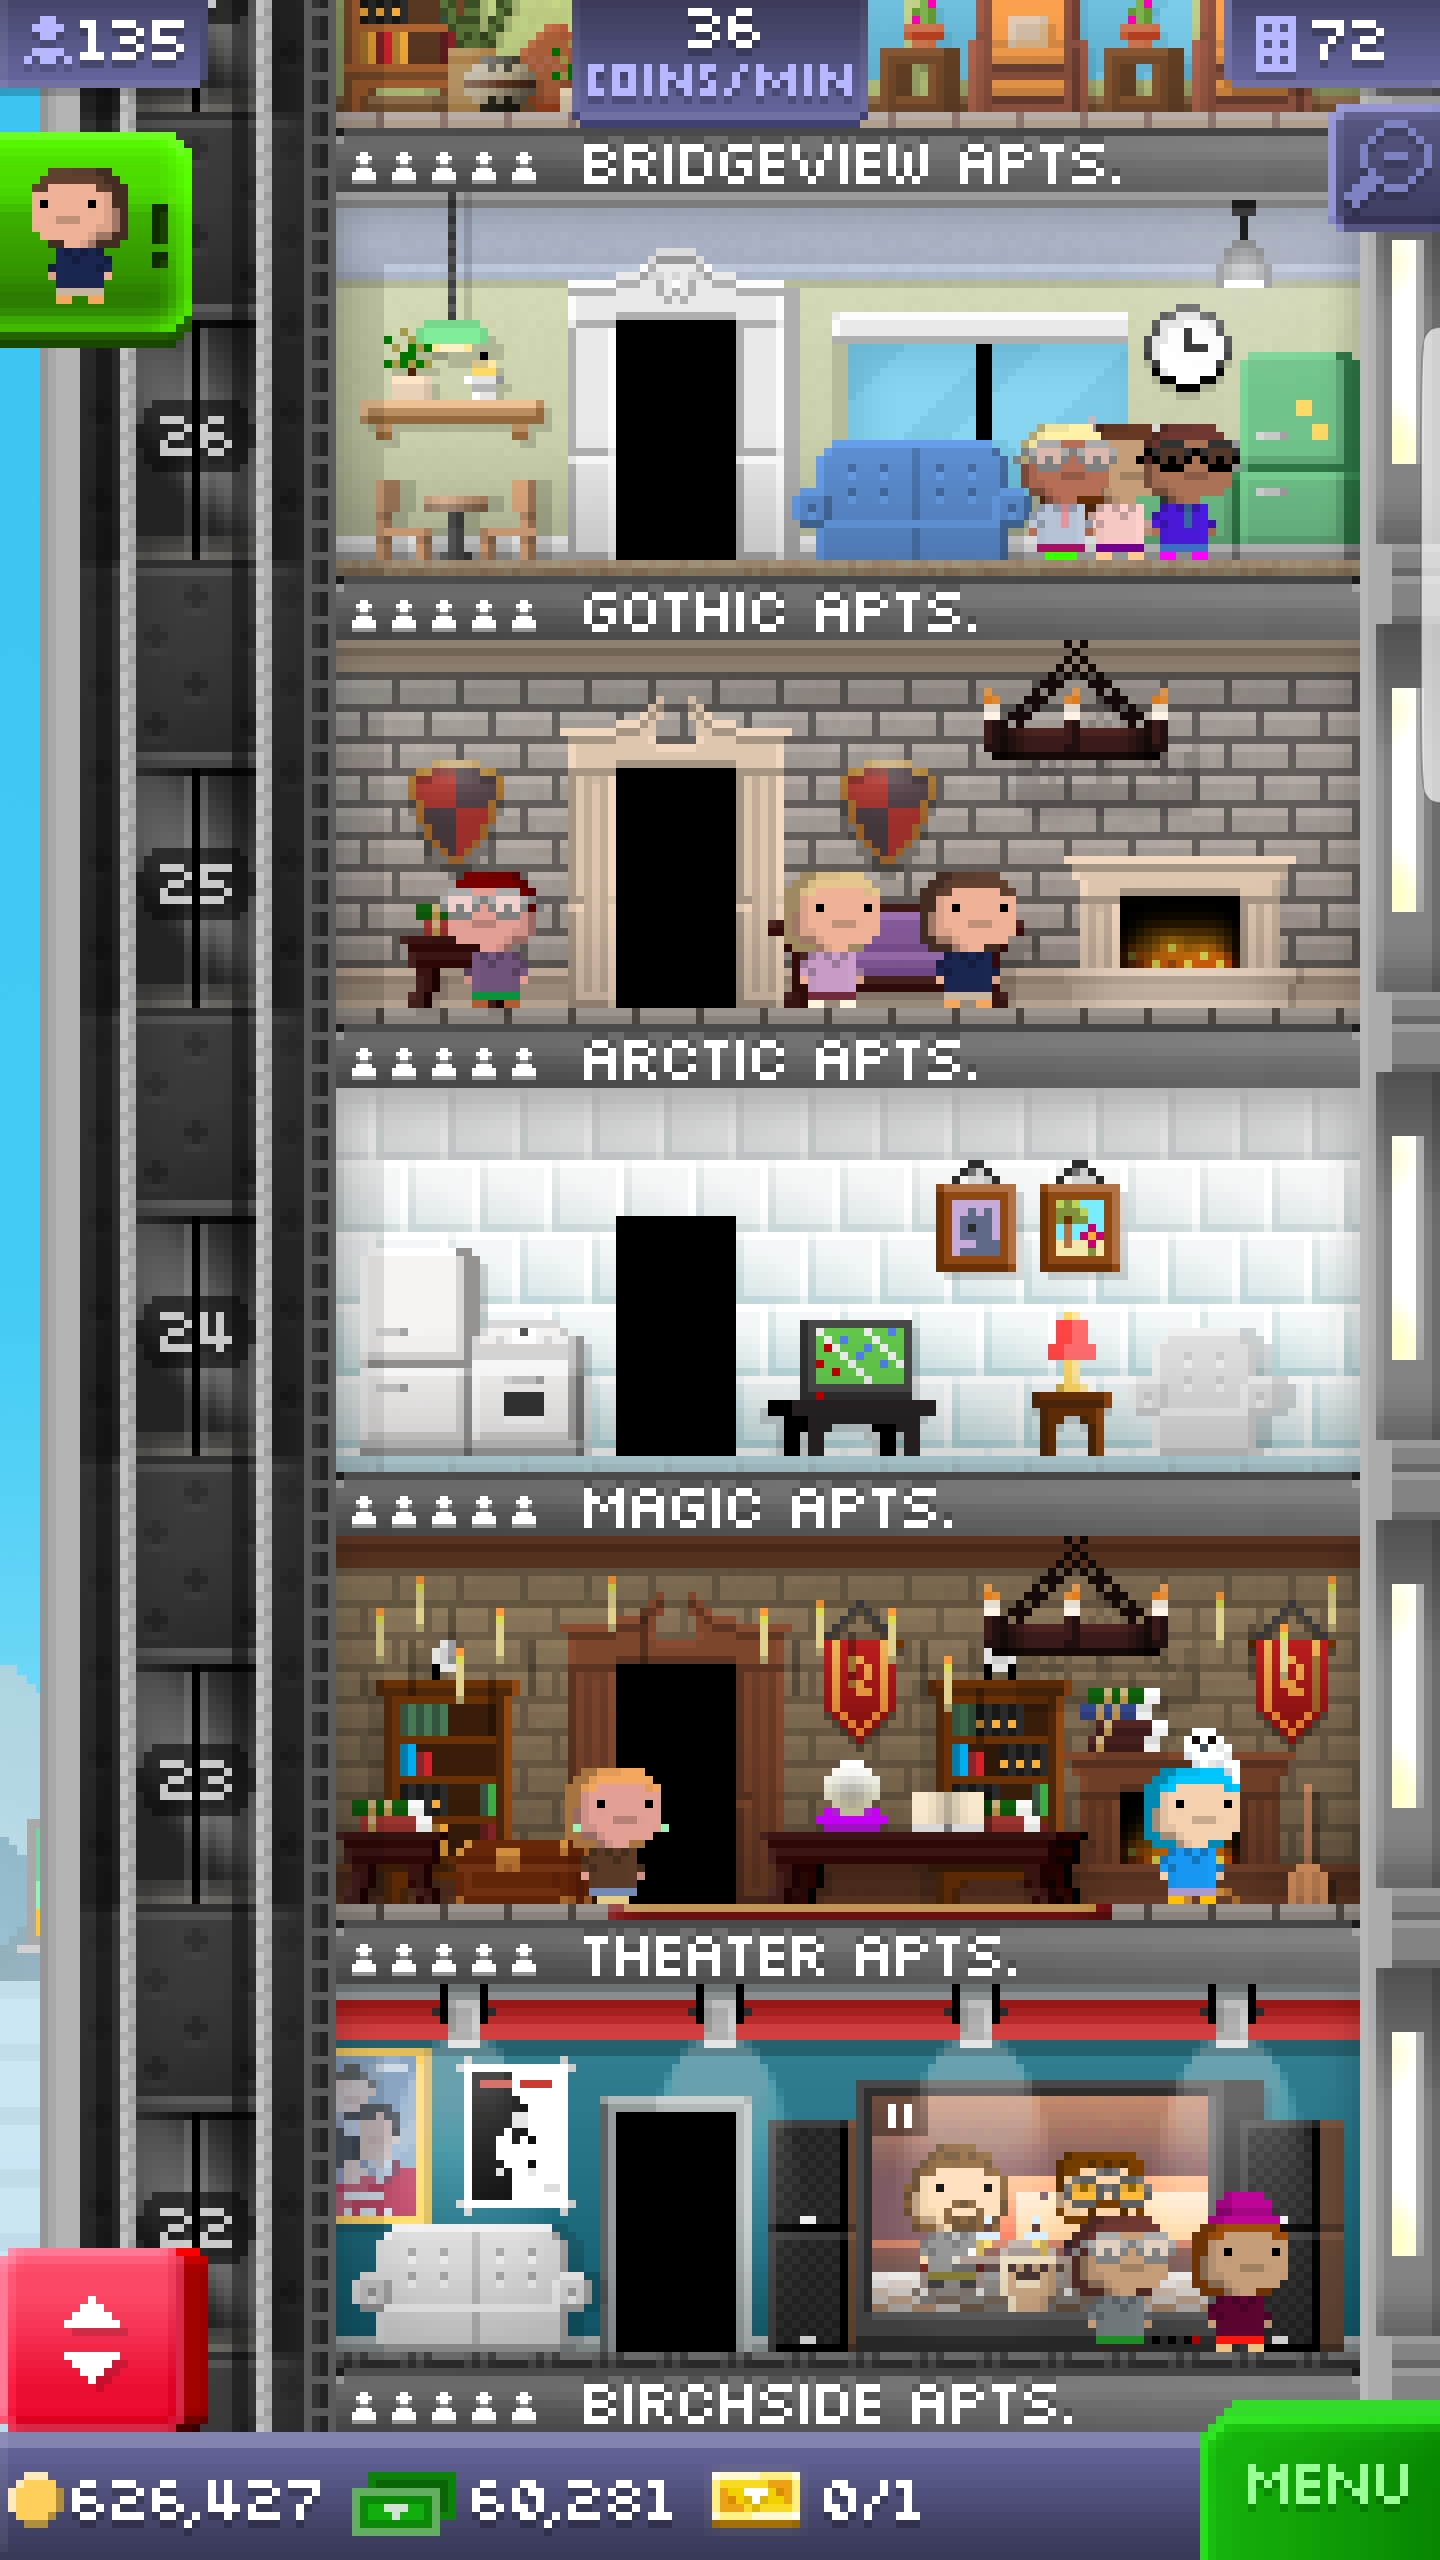 135
36
COINS/MIN
72
!
BRIDGEVIEW APTS.
26
GOTHIC APTS.
25
ARCTIC APTS.
24
MAGIC APTS.
23
THEATER APTS.
22
BIRCHSIDE APTS.
626,427
60,281
0/1
MENU